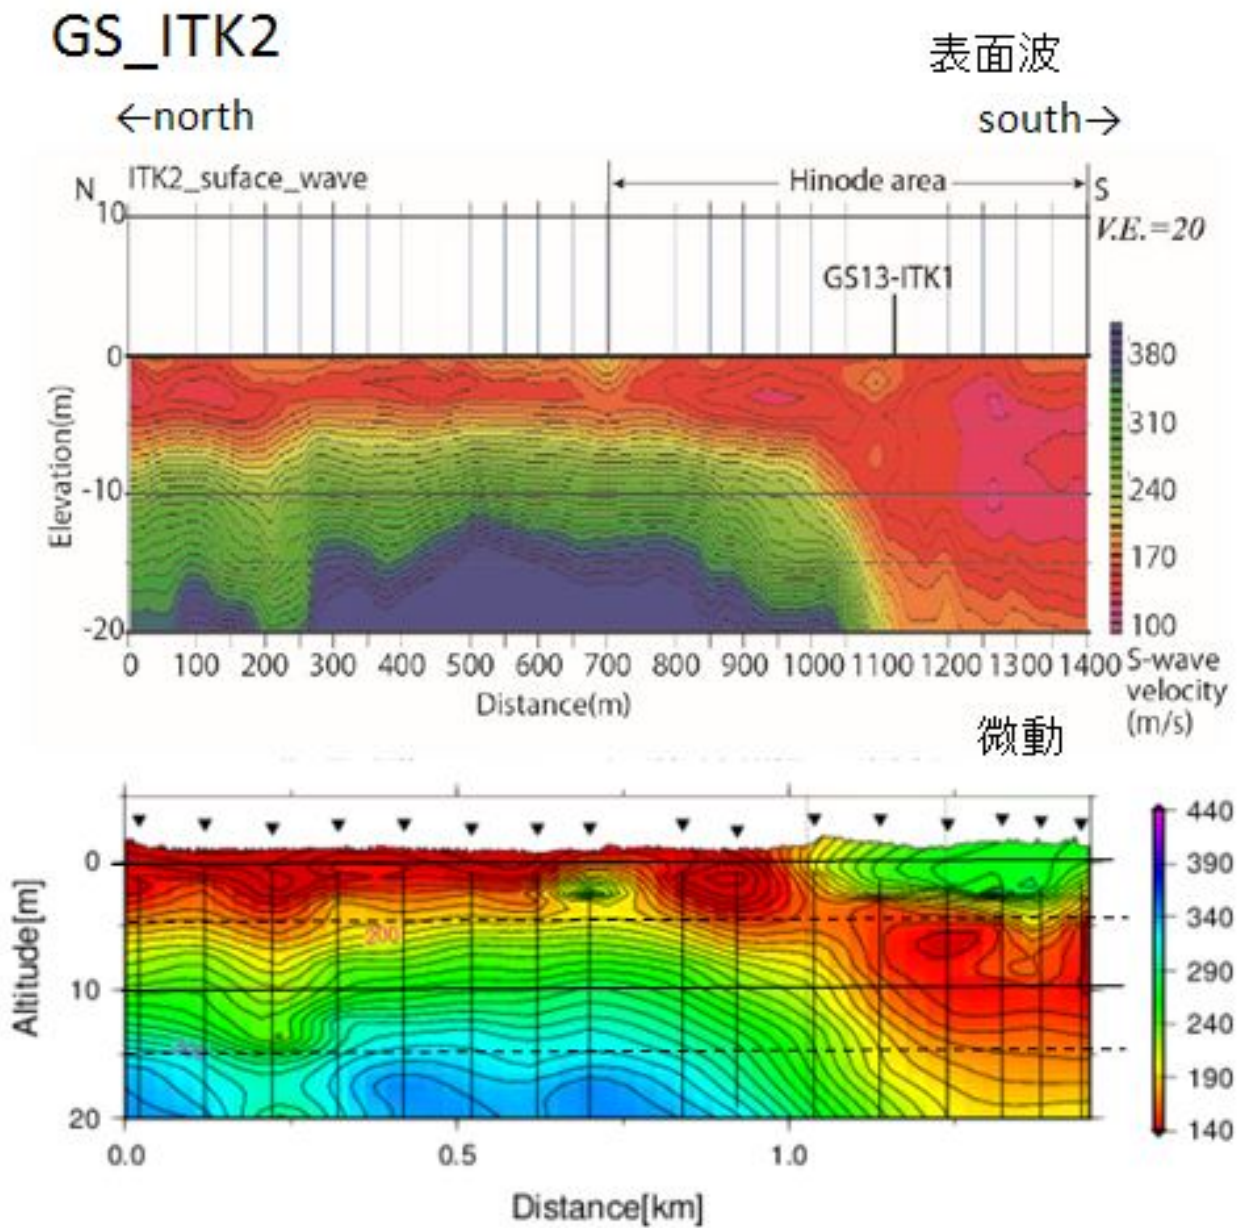 GS_ITK2
表面波
←north
south→
ITK2_suface_wave
Hinode area
N
S
V.E.=20
GS13-ITK1
10
0
-10
-20
Elevation(m)
0 100 200 300 400 500 600 700 800 900 1000 1100 1200 1300 1400
Distance(m)
380
310
240
170
100
S-wave
velocity
(m/s)
微動
0
10
20
Altitude[m]
200
0.0 0.5 1.0
Distance[km]
440
390
340
290
240
190
140